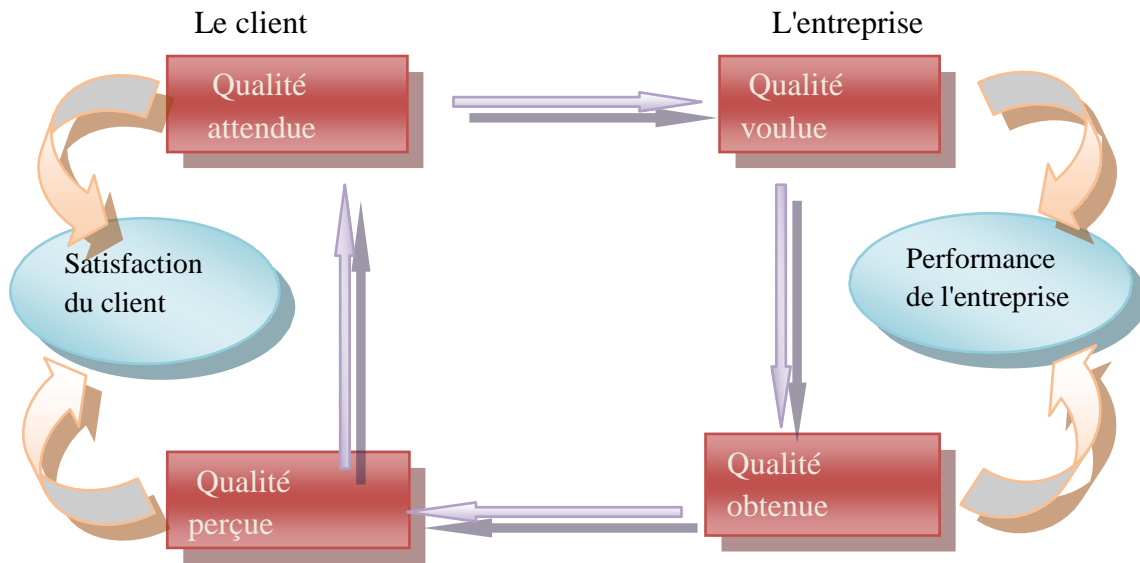 Le client
L'entreprise
Qualité
attendue
Qualité
voulue
Satisfaction
du client
Performance
de l'entreprise
Qualité
perçue
Qualité
obtenue